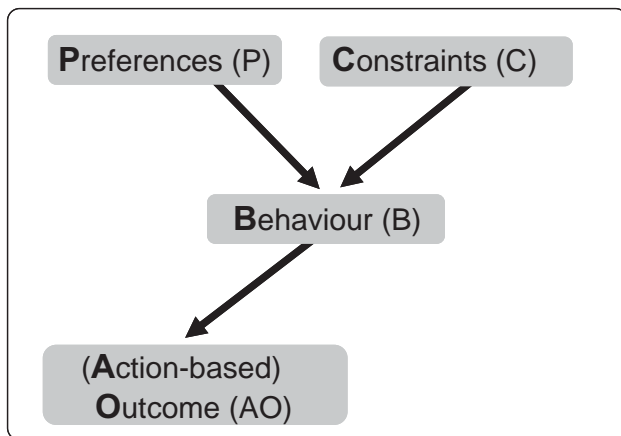 Preferences (P)
Constraints (C)
Behaviour (B)
(Action-based)
Outcome (AO)